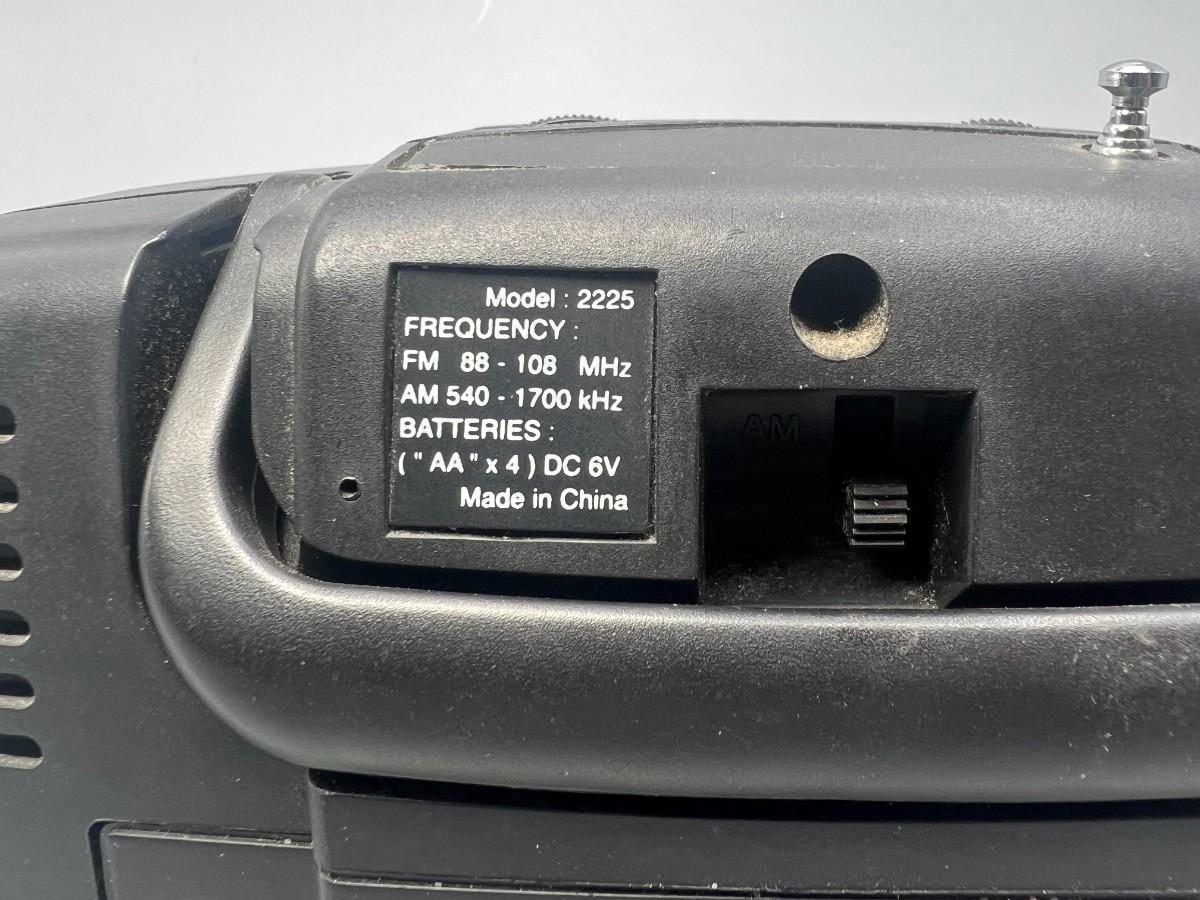 Model : 2225
FREQUENCY :
FM 88 - 108 MHz
AM 540 - 1700 kHz
BATTERIES :
( " AA " x 4 ) DC 6V
Made in China
AM